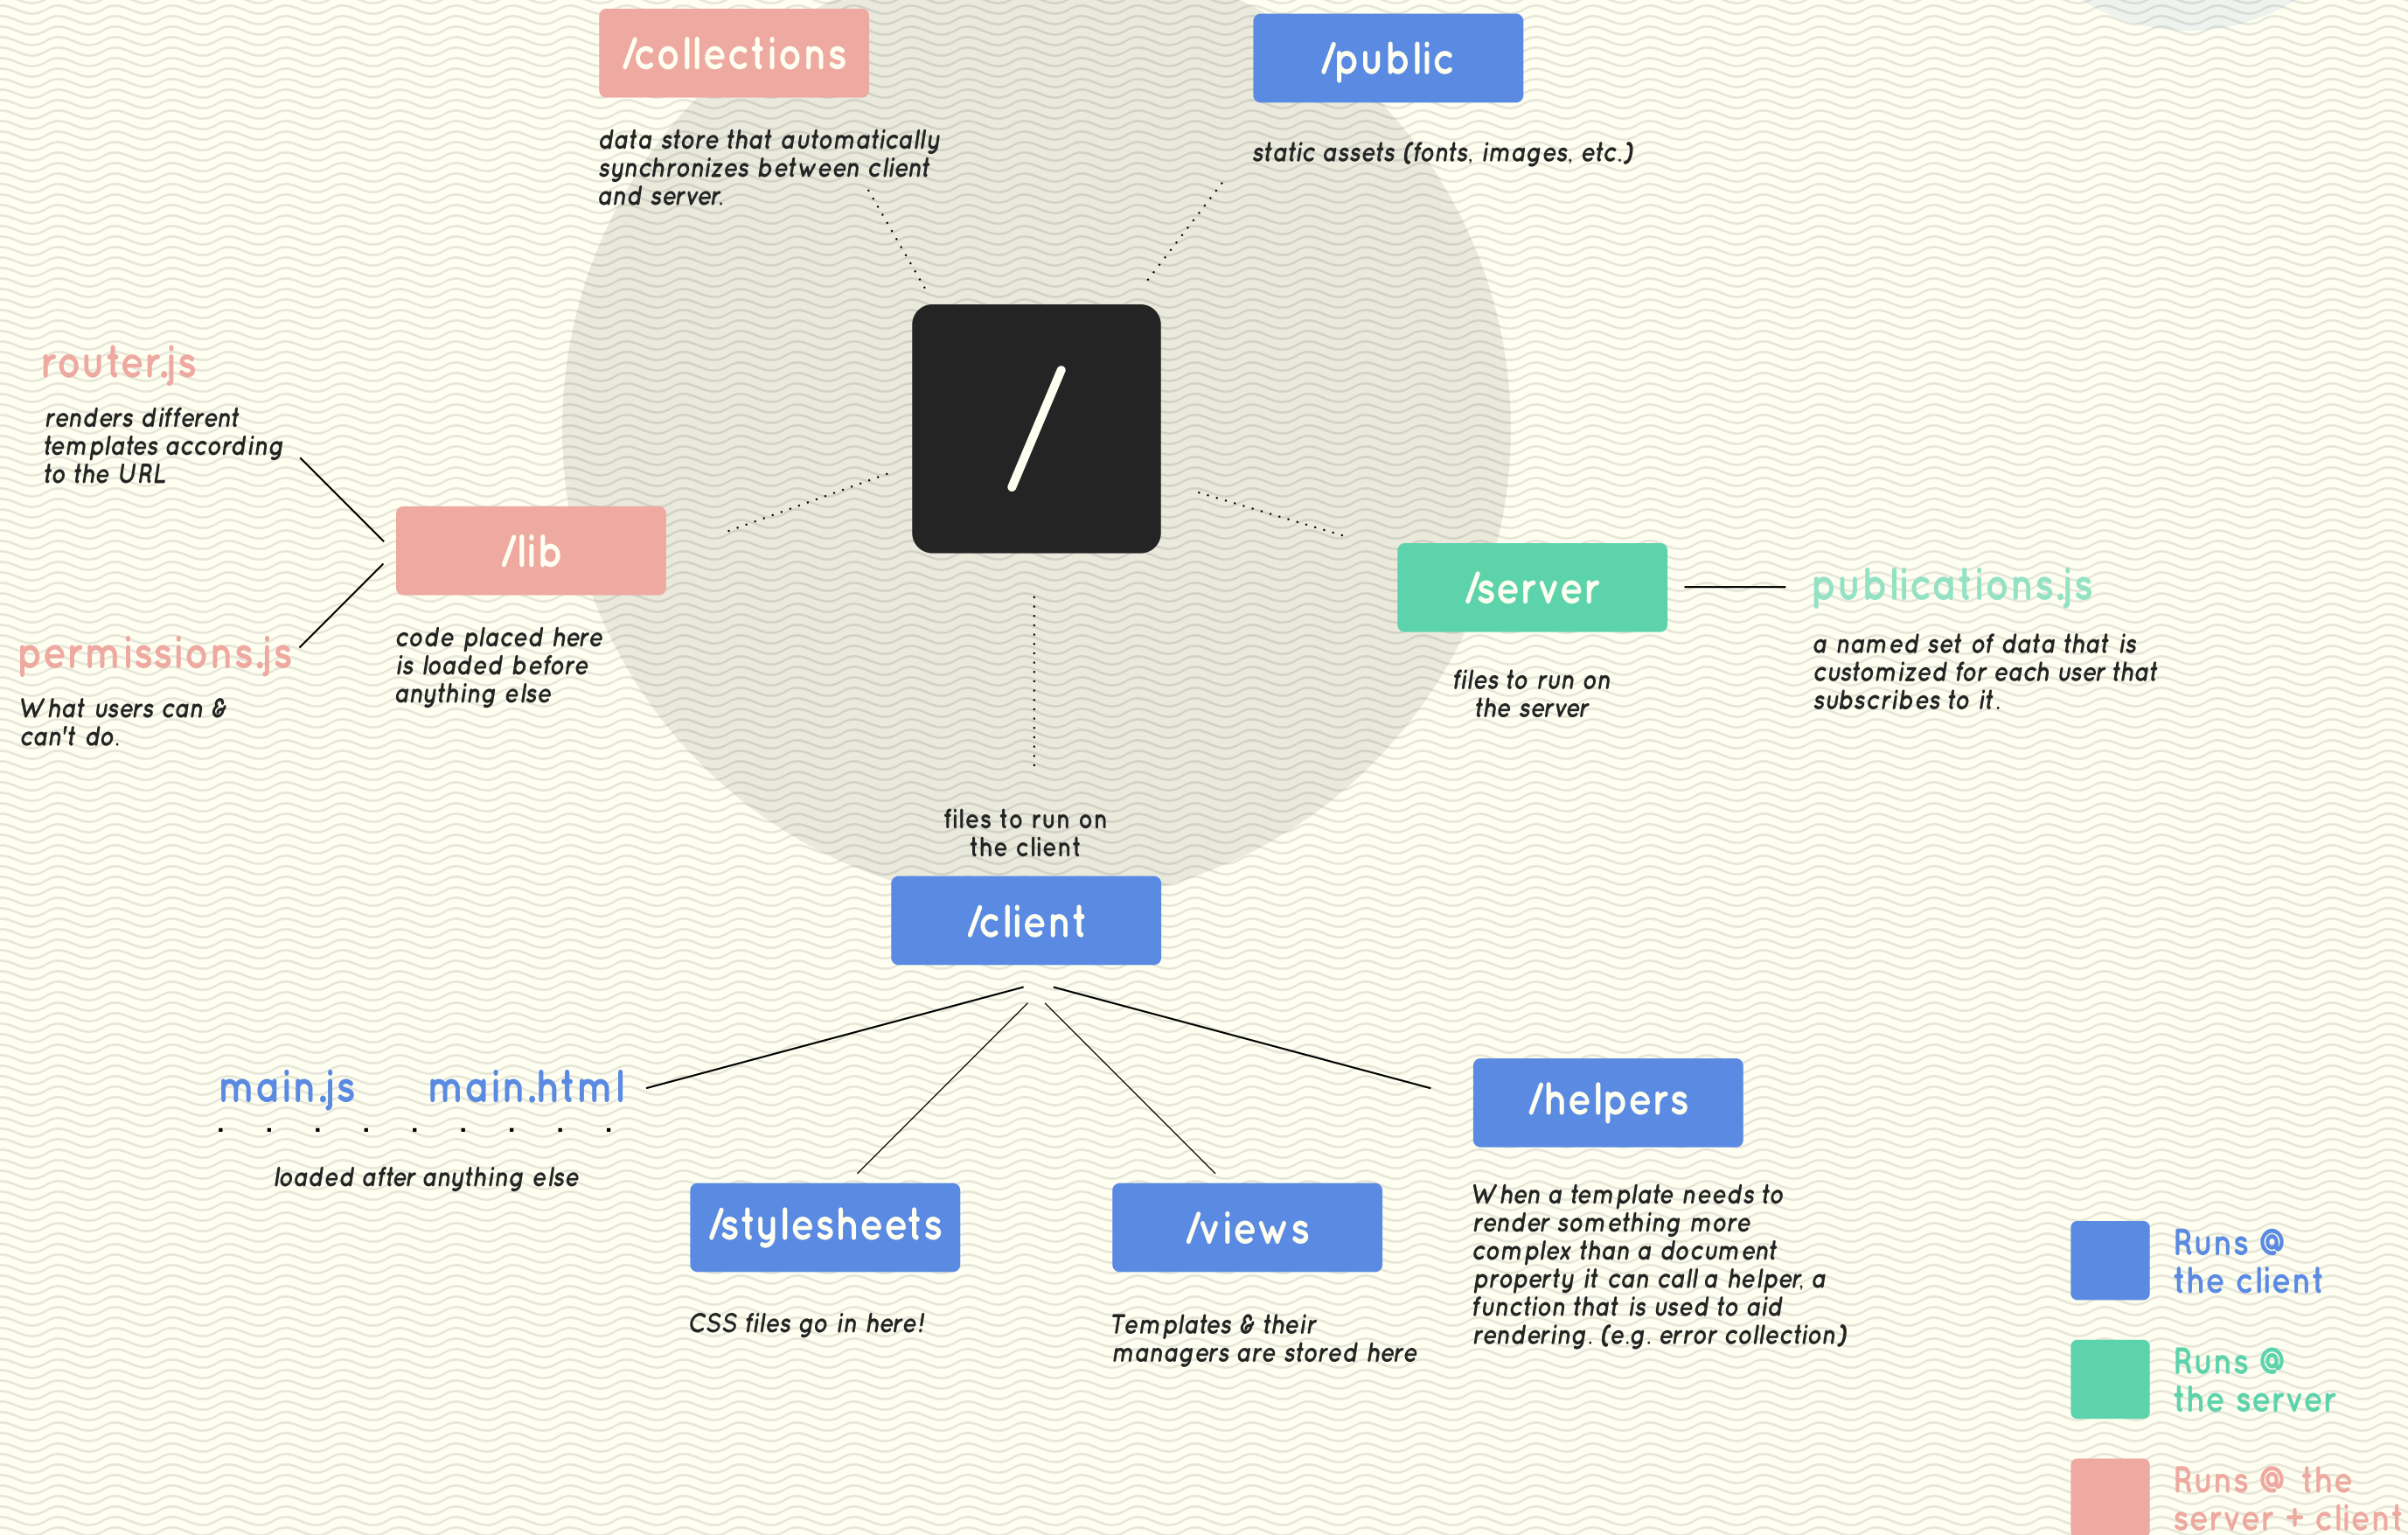 /collections
data store that automatically
synchronizes between client
and server.
/public
static assets (fonts, images, etc.)
/
router.js
renders different
templates according
to the URL
/lib
code placed here
is loaded before
anything else
permissions.js
What users can &
can't do.
/server
files to run on
the server
publications.js
a named set of data that is
customized for each user that
subscribes to it.
files to run on
the client
/client
main.js main.html
loaded after anything else
/stylesheets
CSS files go in here!
/views
Templates & their
managers are stored here
/helpers
When a template needs to
render something more
complex than a document
property it can call a helper, a
function that is used to aid
rendering. (e.g. error collection)
Runs @
the client
Runs @
the server
Runs @ the
server + client